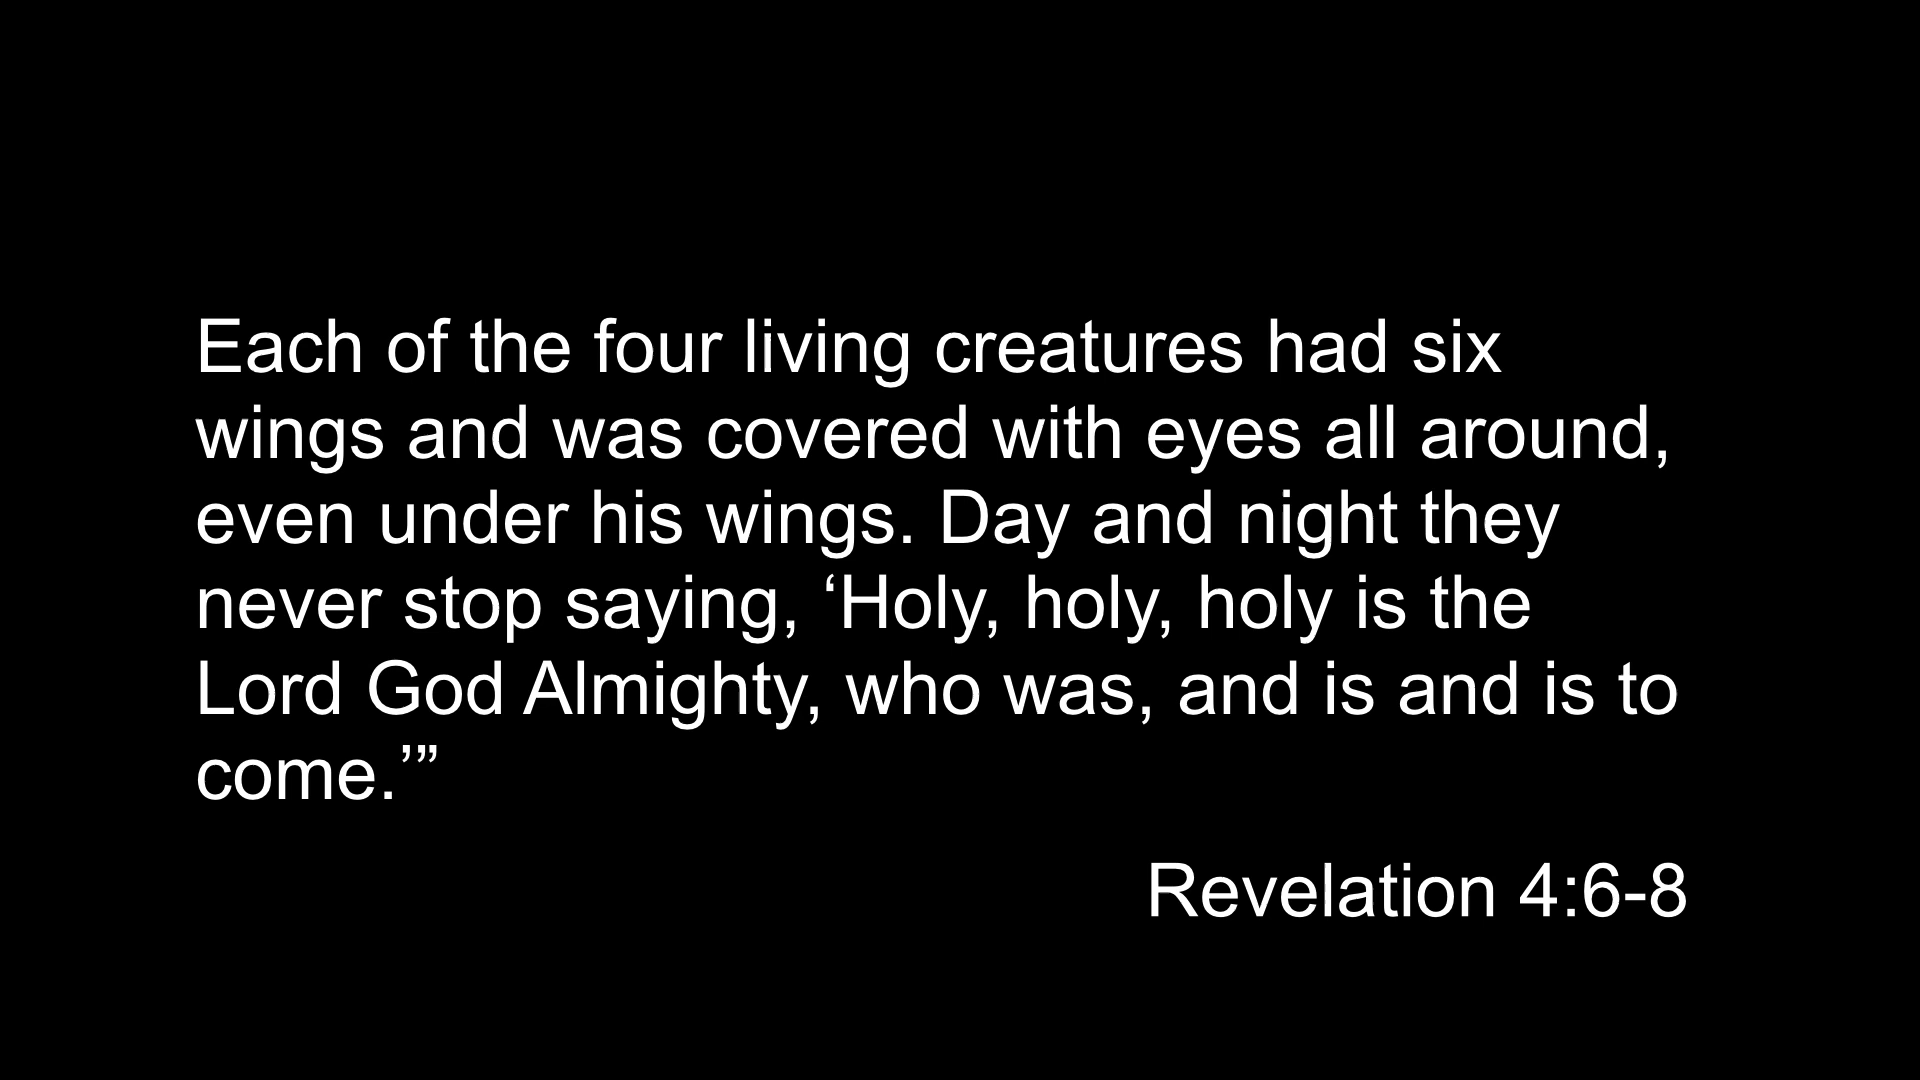 Each of the four living creatures had six
wings and was covered with eyes all around,
even under his wings. Day and night they
never stop saying, ‘Holy, holy, holy is the
Lord God Almighty, who was, and is and is to
come.’”
Revelation 4:6-8